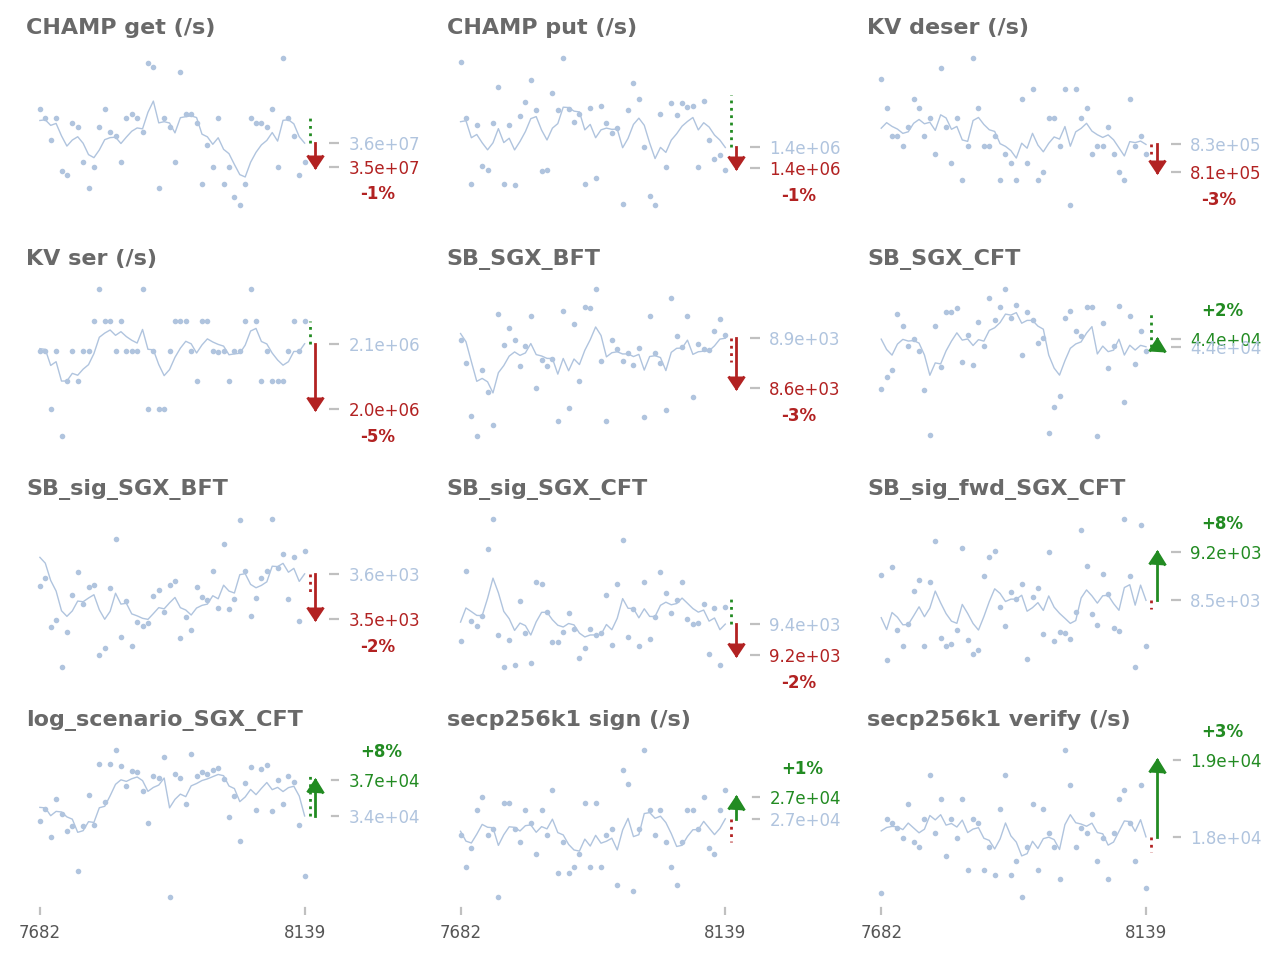 CHAMP get (/s)
3.6e+07
3.5e+07
-1%
CHAMP put (/s)
1.4e+06
1.4e+06
-1%
KV deser (/s)
8.3e+05
8.1e+05
-3%
KV ser (/s)
2.1e+06
2.0e+06
-5%
SB_SGX_BFT
8.9e+03
8.6e+03
-3%
SB_SGX_CFT
+2%
4.4e+04
4.4e+04
SB_sig_SGX_BFT
3.6e+03
3.5e+03
-2%
SB_sig_SGX_CFT
9.4e+03
9.2e+03
-2%
SB_sig_fwd_SGX_CFT
+8%
9.2e+03
8.5e+03
log_scenario_SGX_CFT
+8%
3.7e+04
3.4e+04
7682
8139
secp256k1 sign (/s)
+1%
2.7e+04
2.7e+04
7682
8139
secp256k1 verify (/s)
+3%
1.9e+04
1.8e+04
7682
8139